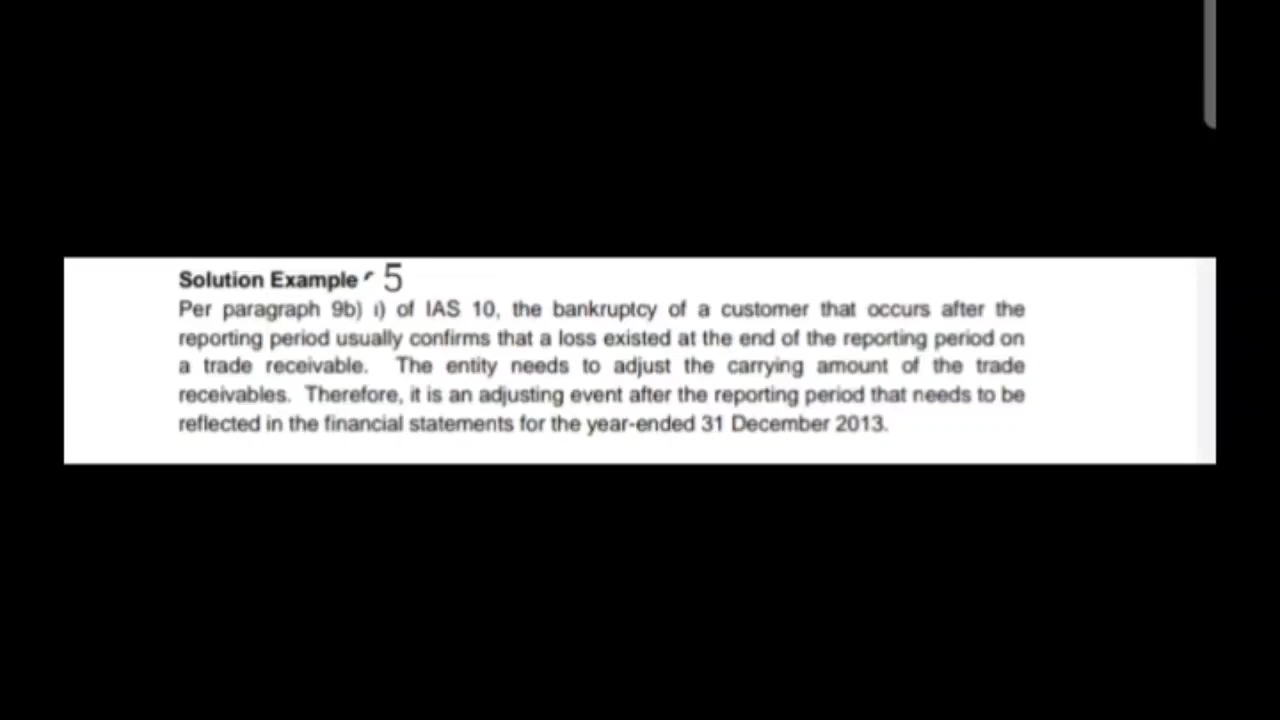 Solution Example 5
Per paragraph 9b) i) of IAS 10, the bankruptcy of a customer that occurs after the
reporting period usually confirms that a loss existed at the end of the reporting period on
a trade receivable. The entity needs to adjust the carrying amount of the trade
receivables. Therefore, it is an adjusting event after the reporting period that needs to be
reflected in the financial statements for the year-ended 31 December 2013.